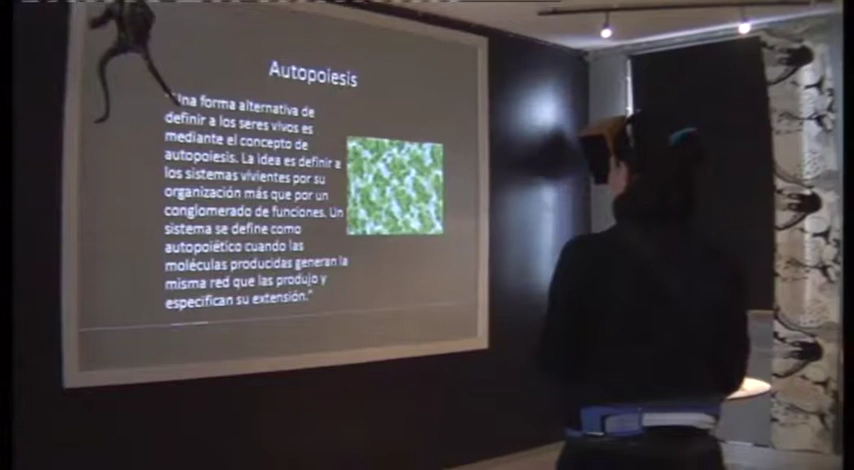 Autopoiesis
"Una forma alternativa de
definir a los seres vivos es
mediante el concepto de
autopoiesis. La idea es definir a
los sistemas vivientes por su
organización más que por un
conglomerado de funciones. Un
sistema se define como
autopoiético cuando las
moléculas producidas generan la
misma red que las produjo y
especifican su extensión."